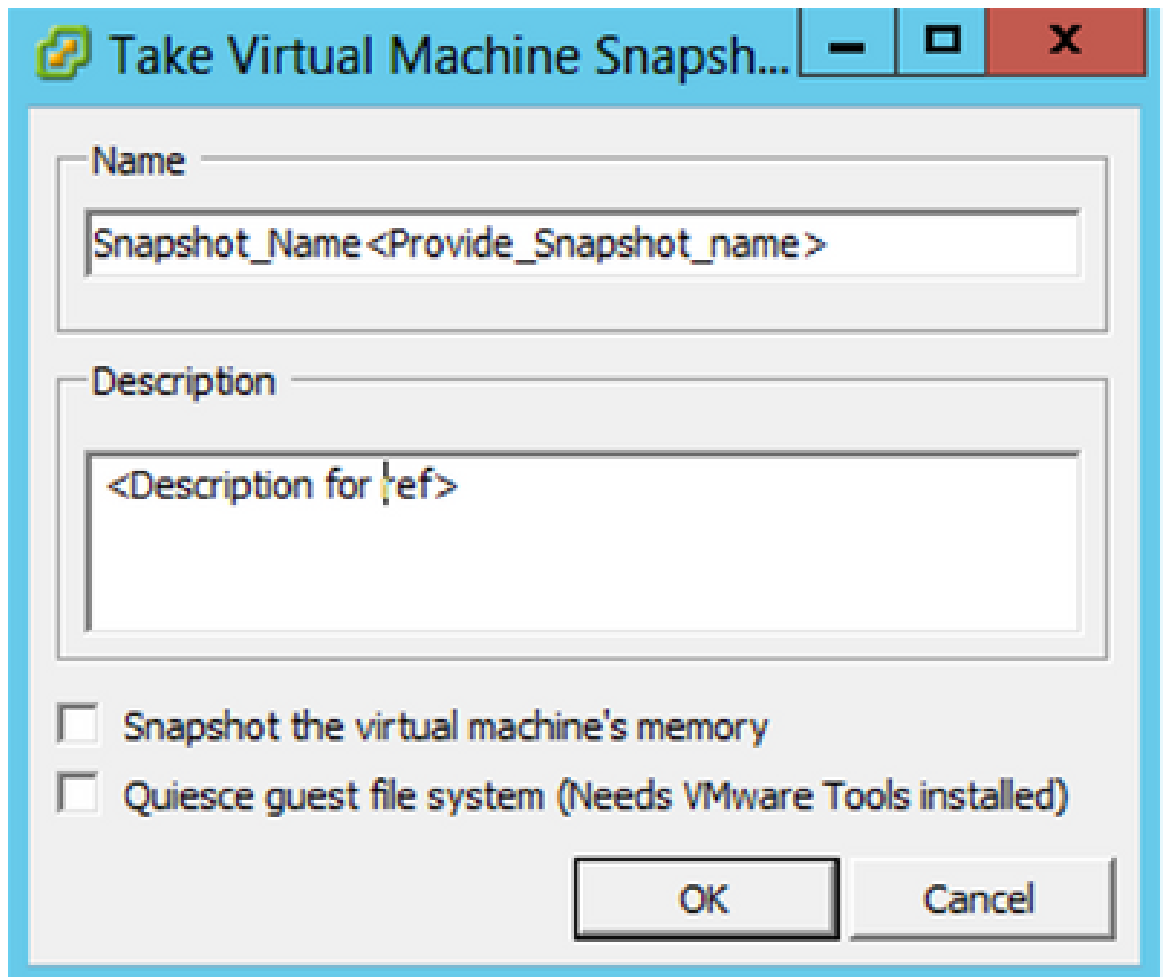 Take Virtual Machine Snapsh...
Name
Snapshot_Name<Provide_Snapshot_name>
Description
<Description for ref>
Snapshot the virtual machine's memory
Quiesce guest file system (Needs VMware Tools installed)
OK
Cancel